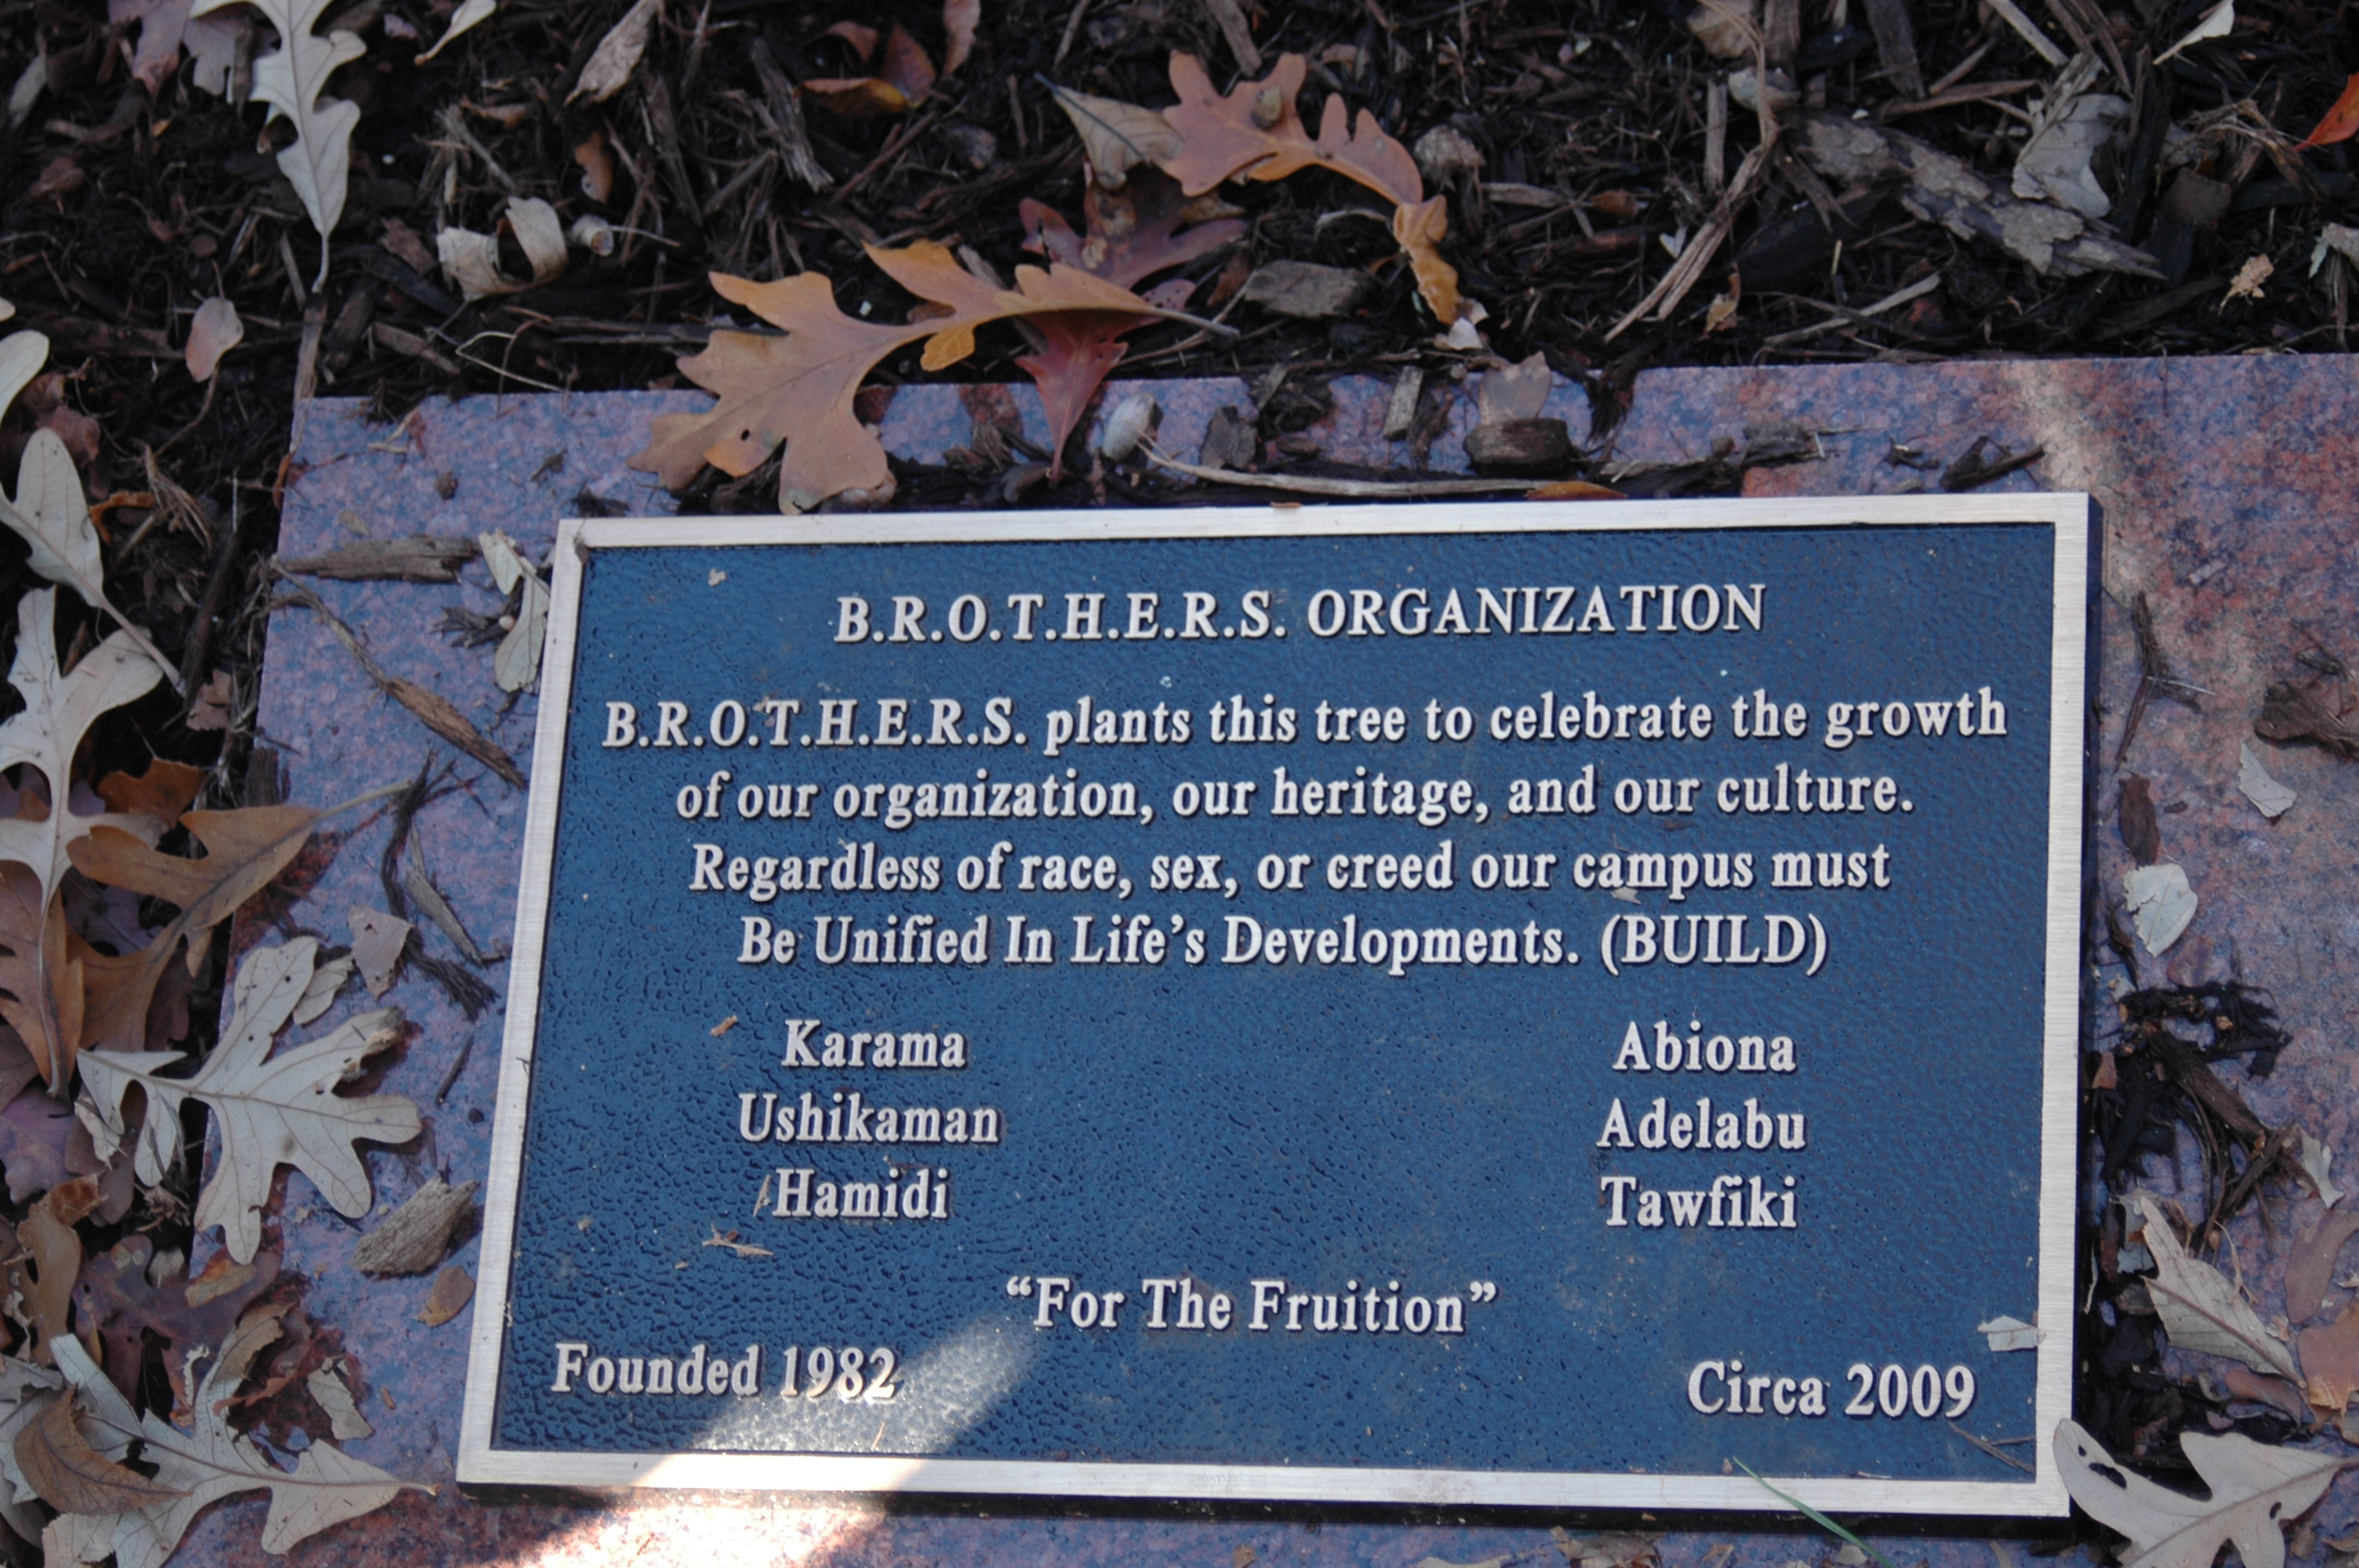 B.R.O.T.H.E.R.S. ORGANIZATION
B.R.O.T.H.E.R.S. plants this tree to celebrate the growth
of our organization, our heritage, and our culture.
Regardless of race, sex, or creed our campus must
Be Unified In Life's Developments. (BUILD)
Karama Abiona
Ushikaman Adelabu
Hamidi Tawfiki
“For The Fruition”
Founded 1982 Circa 2009